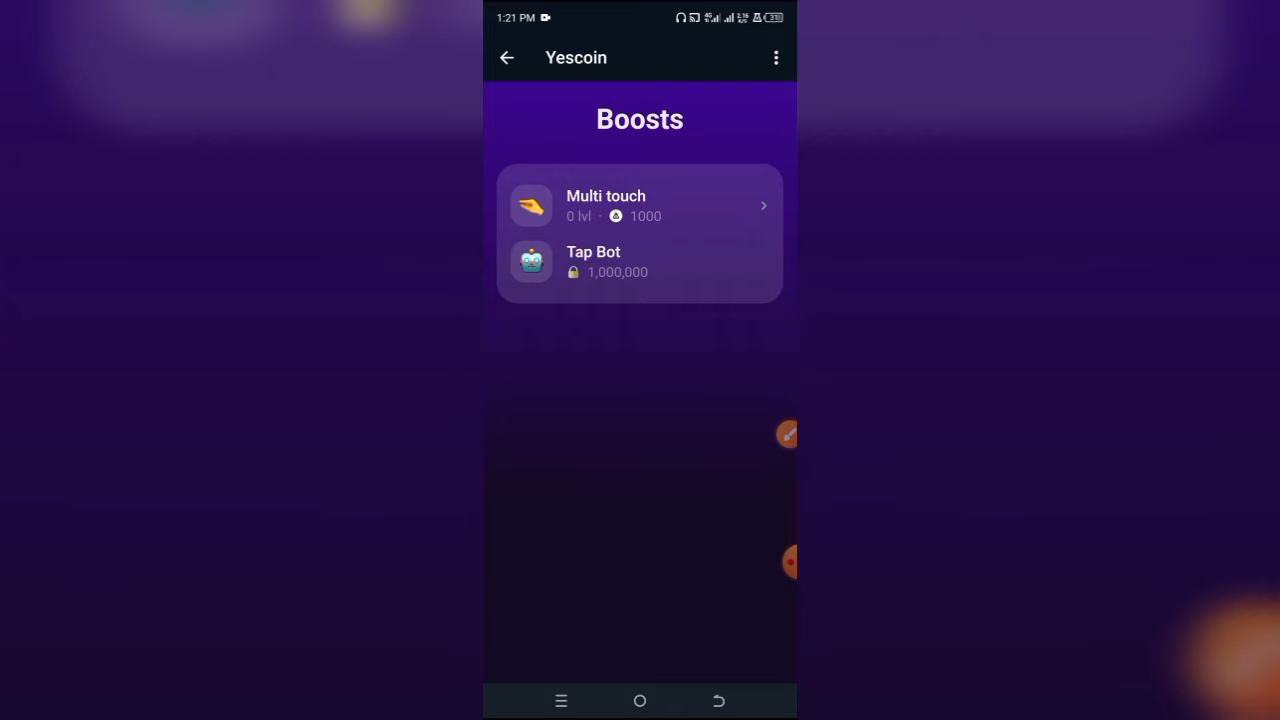 1:21 PM
Yescoin
Boosts
Multi touch
0 lvl · 1000
Tap Bot
1,000,000